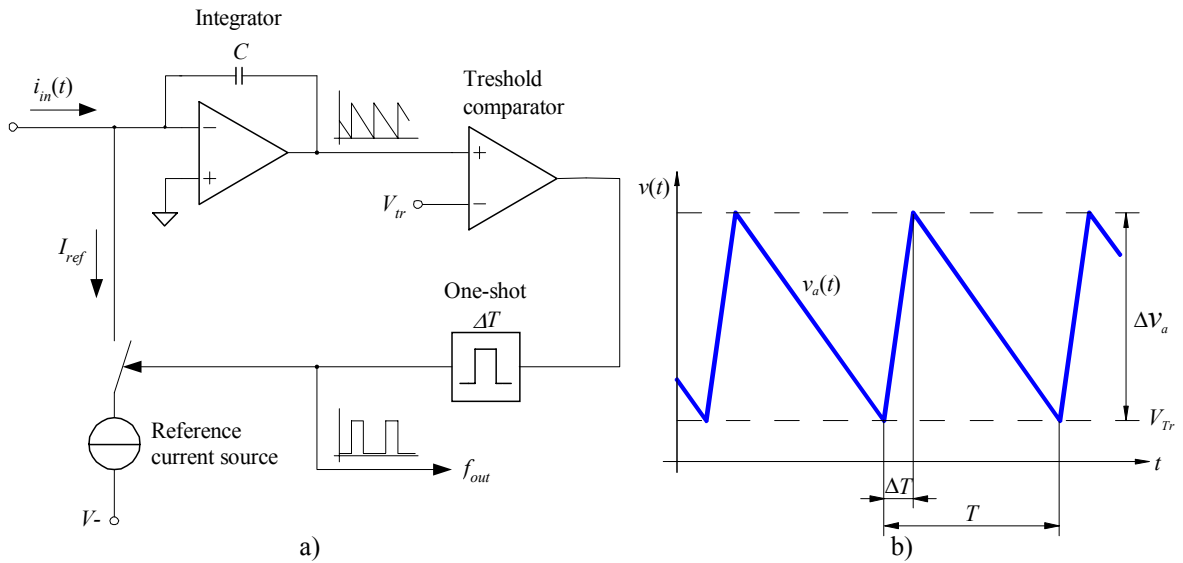 Integrator
C
i_in(t)
−
+
Treshold
comparator
+
−
V_tr
I_ref
One-shot
ΔT
Reference
current source
V-
f_out
a)
v(t)
v_a(t)
Δv_a
V_Tr
t
ΔT
T
b)